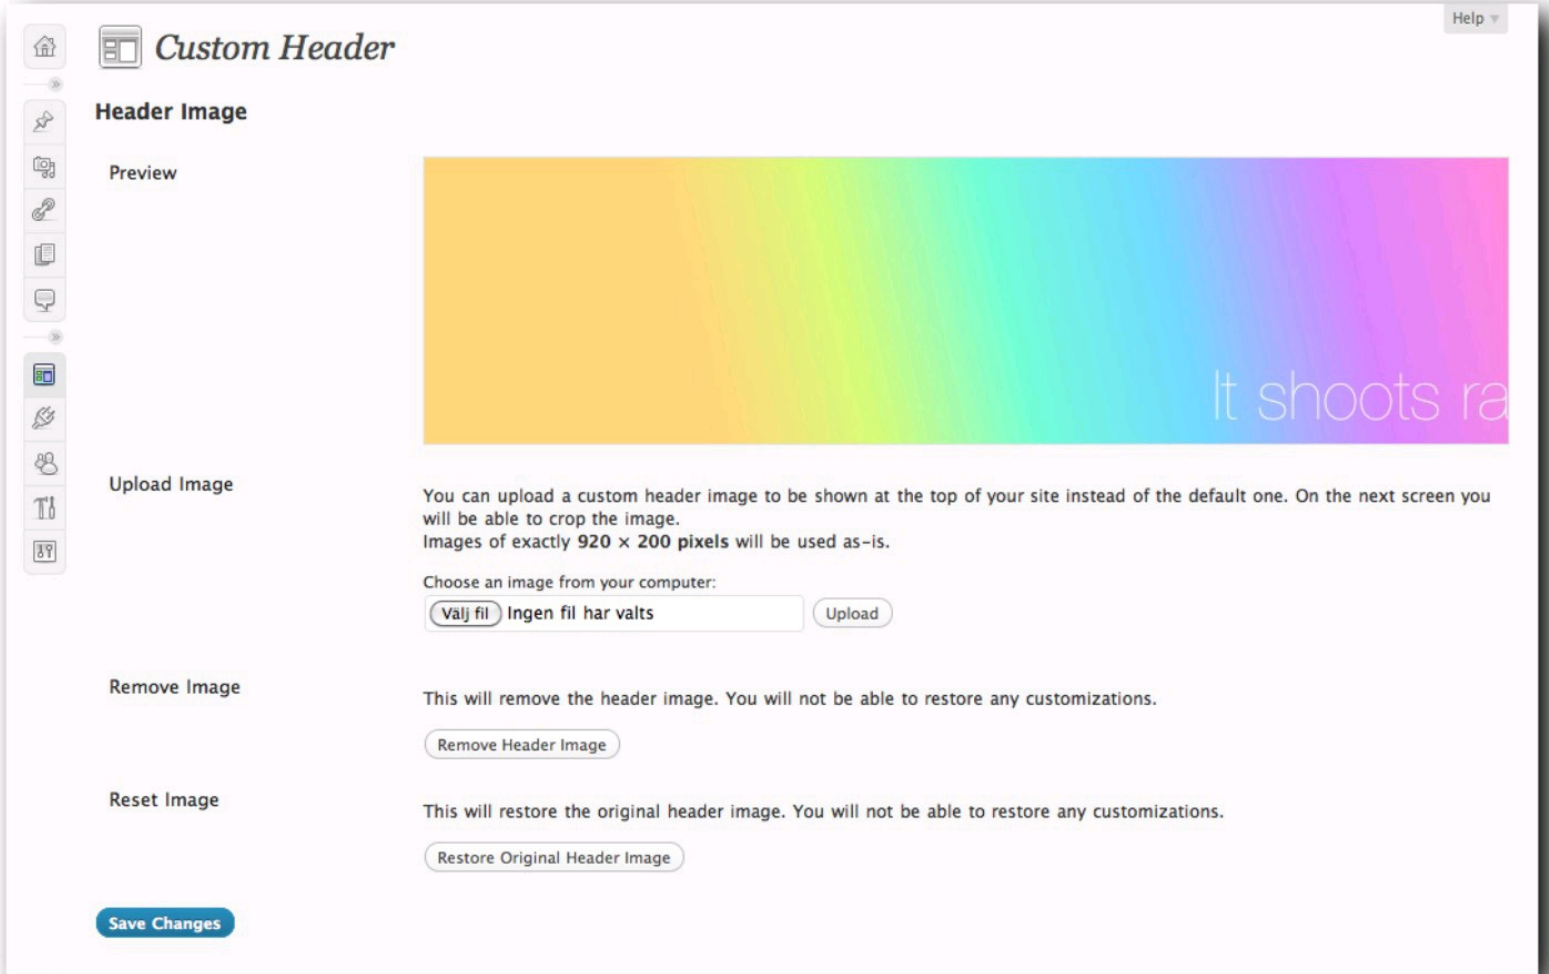 Help
Custom Header
Header Image
Preview
It shoots ra
Upload Image
You can upload a custom header image to be shown at the top of your site instead of the default one. On the next screen you
will be able to crop the image.
Images of exactly 920 × 200 pixels will be used as-is.
Choose an image from your computer:
Välj fil Ingen fil har valts Upload
Remove Image
This will remove the header image. You will not be able to restore any customizations.
Remove Header Image
Reset Image
This will restore the original header image. You will not be able to restore any customizations.
Restore Original Header Image
Save Changes